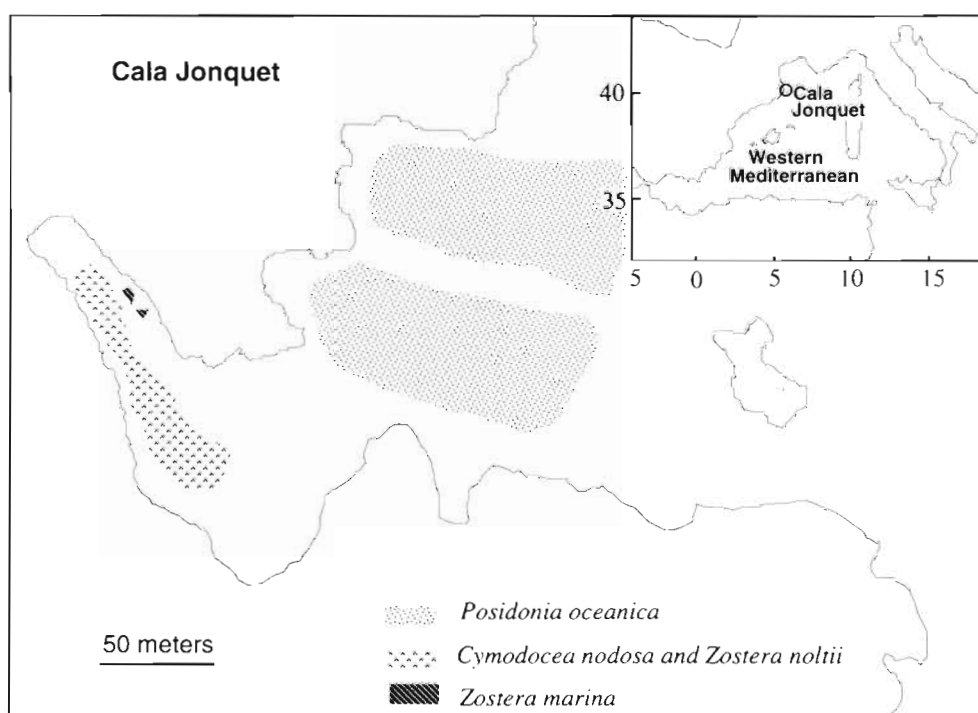 Cala Jonquet
40
Cala
Jonquet
Western
Mediterranean
35
5 0 5 10 15
Posidonia oceanica
Cymodocea nodosa and Zostera noltii
Zostera marina
50 meters